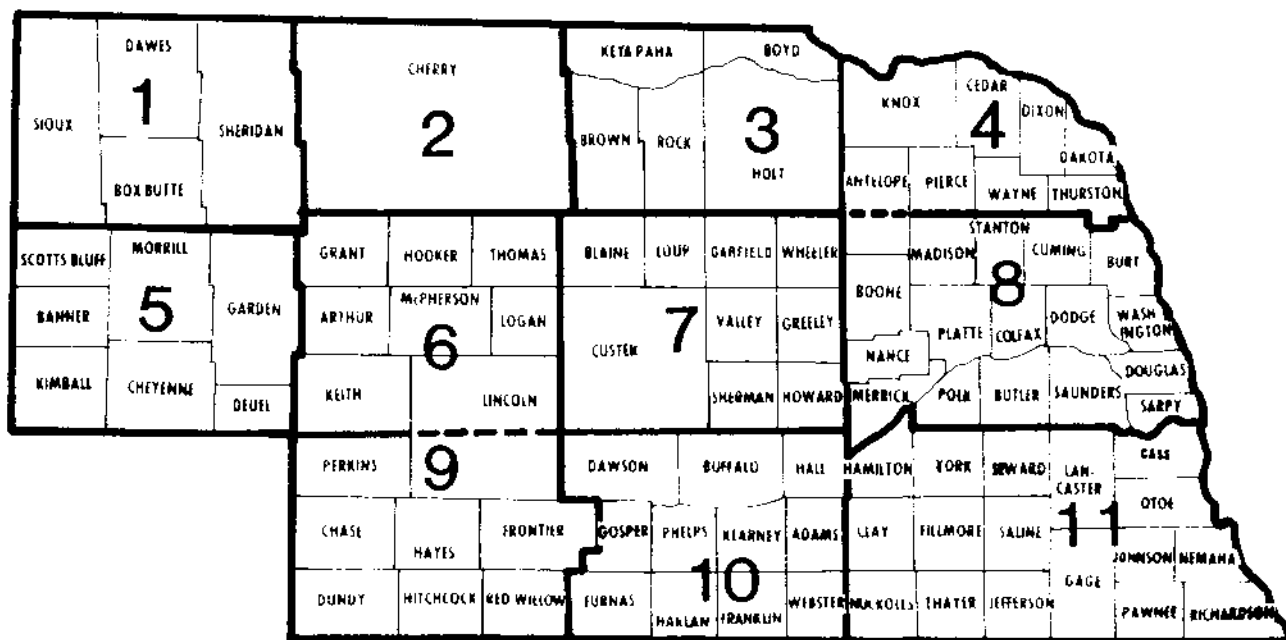 DAWES
1
SIOUX
SHERIDAN
BOX BUTTE
CHERRY
2
KEYA PAHA
BOYD
BROWN
ROCK
3
HOLT
KNOX
CEDAR
DIXON
4
DAKOTA
ANTELOPE
PIERCE
WAYNE
THURSTON
SCOTTS BLUFF
MORRILL
GARDEN
5
BANNER
KIMBALL
CHEYENNE
DEUEL
GRANT
HOOKER
THOMAS
ARTHUR
McPHERSON
LOGAN
6
KEITH
LINCOLN
BLAINE
LOUP
GARFIELD
WHEELER
7
CUSTER
VALLEY
GREELEY
SHERMAN
HOWARD
STANTON
MADISON
CUMING
BURT
BOONE
8
PLATTE
COLFAX
DODGE
WASH
INGTON
NANCE
MERRICK
POLK
BUTLER
SAUNDERS
DOUGLAS
SARPY
PERKINS
9
CHASE
HAYES
FRONTIER
DUNDY
HITCHCOCK
RED WILLOW
DAWSON
BUFFALO
HALL
GOSPER
PHELPS
KEARNEY
ADAMS
10
FURNAS
HARLAN
FRANKLIN
WEBSTER
HAMILTON
YORK
SEWARD
LAN-
CASTER
CASS
OTOE
CLAY
FILLMORE
SALINE
11
JOHNSON
NEMAHA
GAGE
NUCKOLLS
THAYER
JEFFERSON
PAWNEE
RICHARDSON